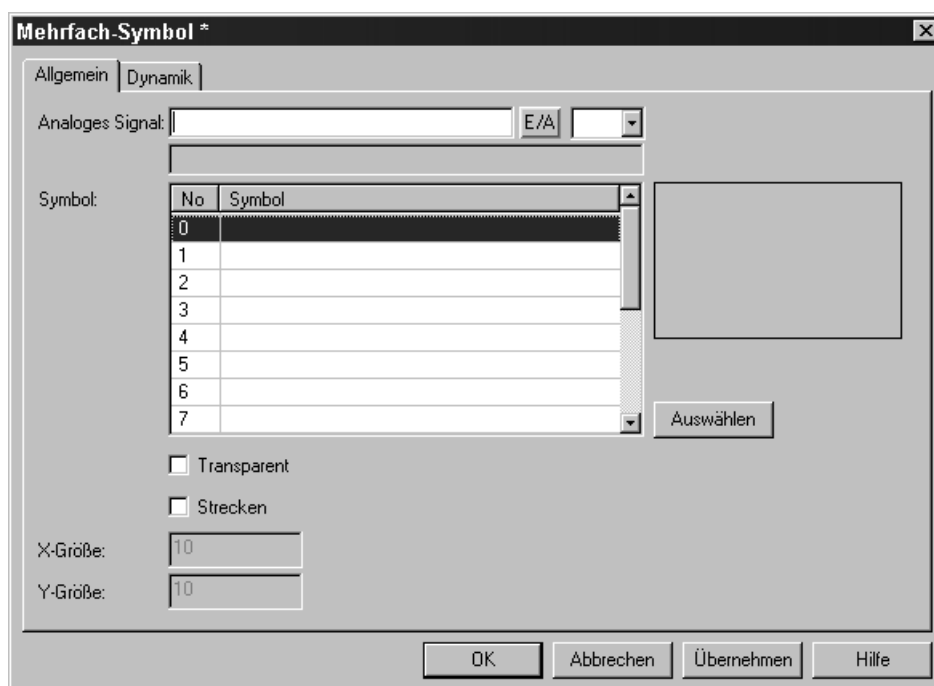 Mehrfach-Symbol *
Allgemein Dynamik
Analoges Signal: E/A
Symbol: No Symbol
0
1
2
3
4
5
6
7
Auswählen
Transparent
Strecken
X-Größe: 10
Y-Größe: 10
OK Abbrechen Übernehmen Hilfe